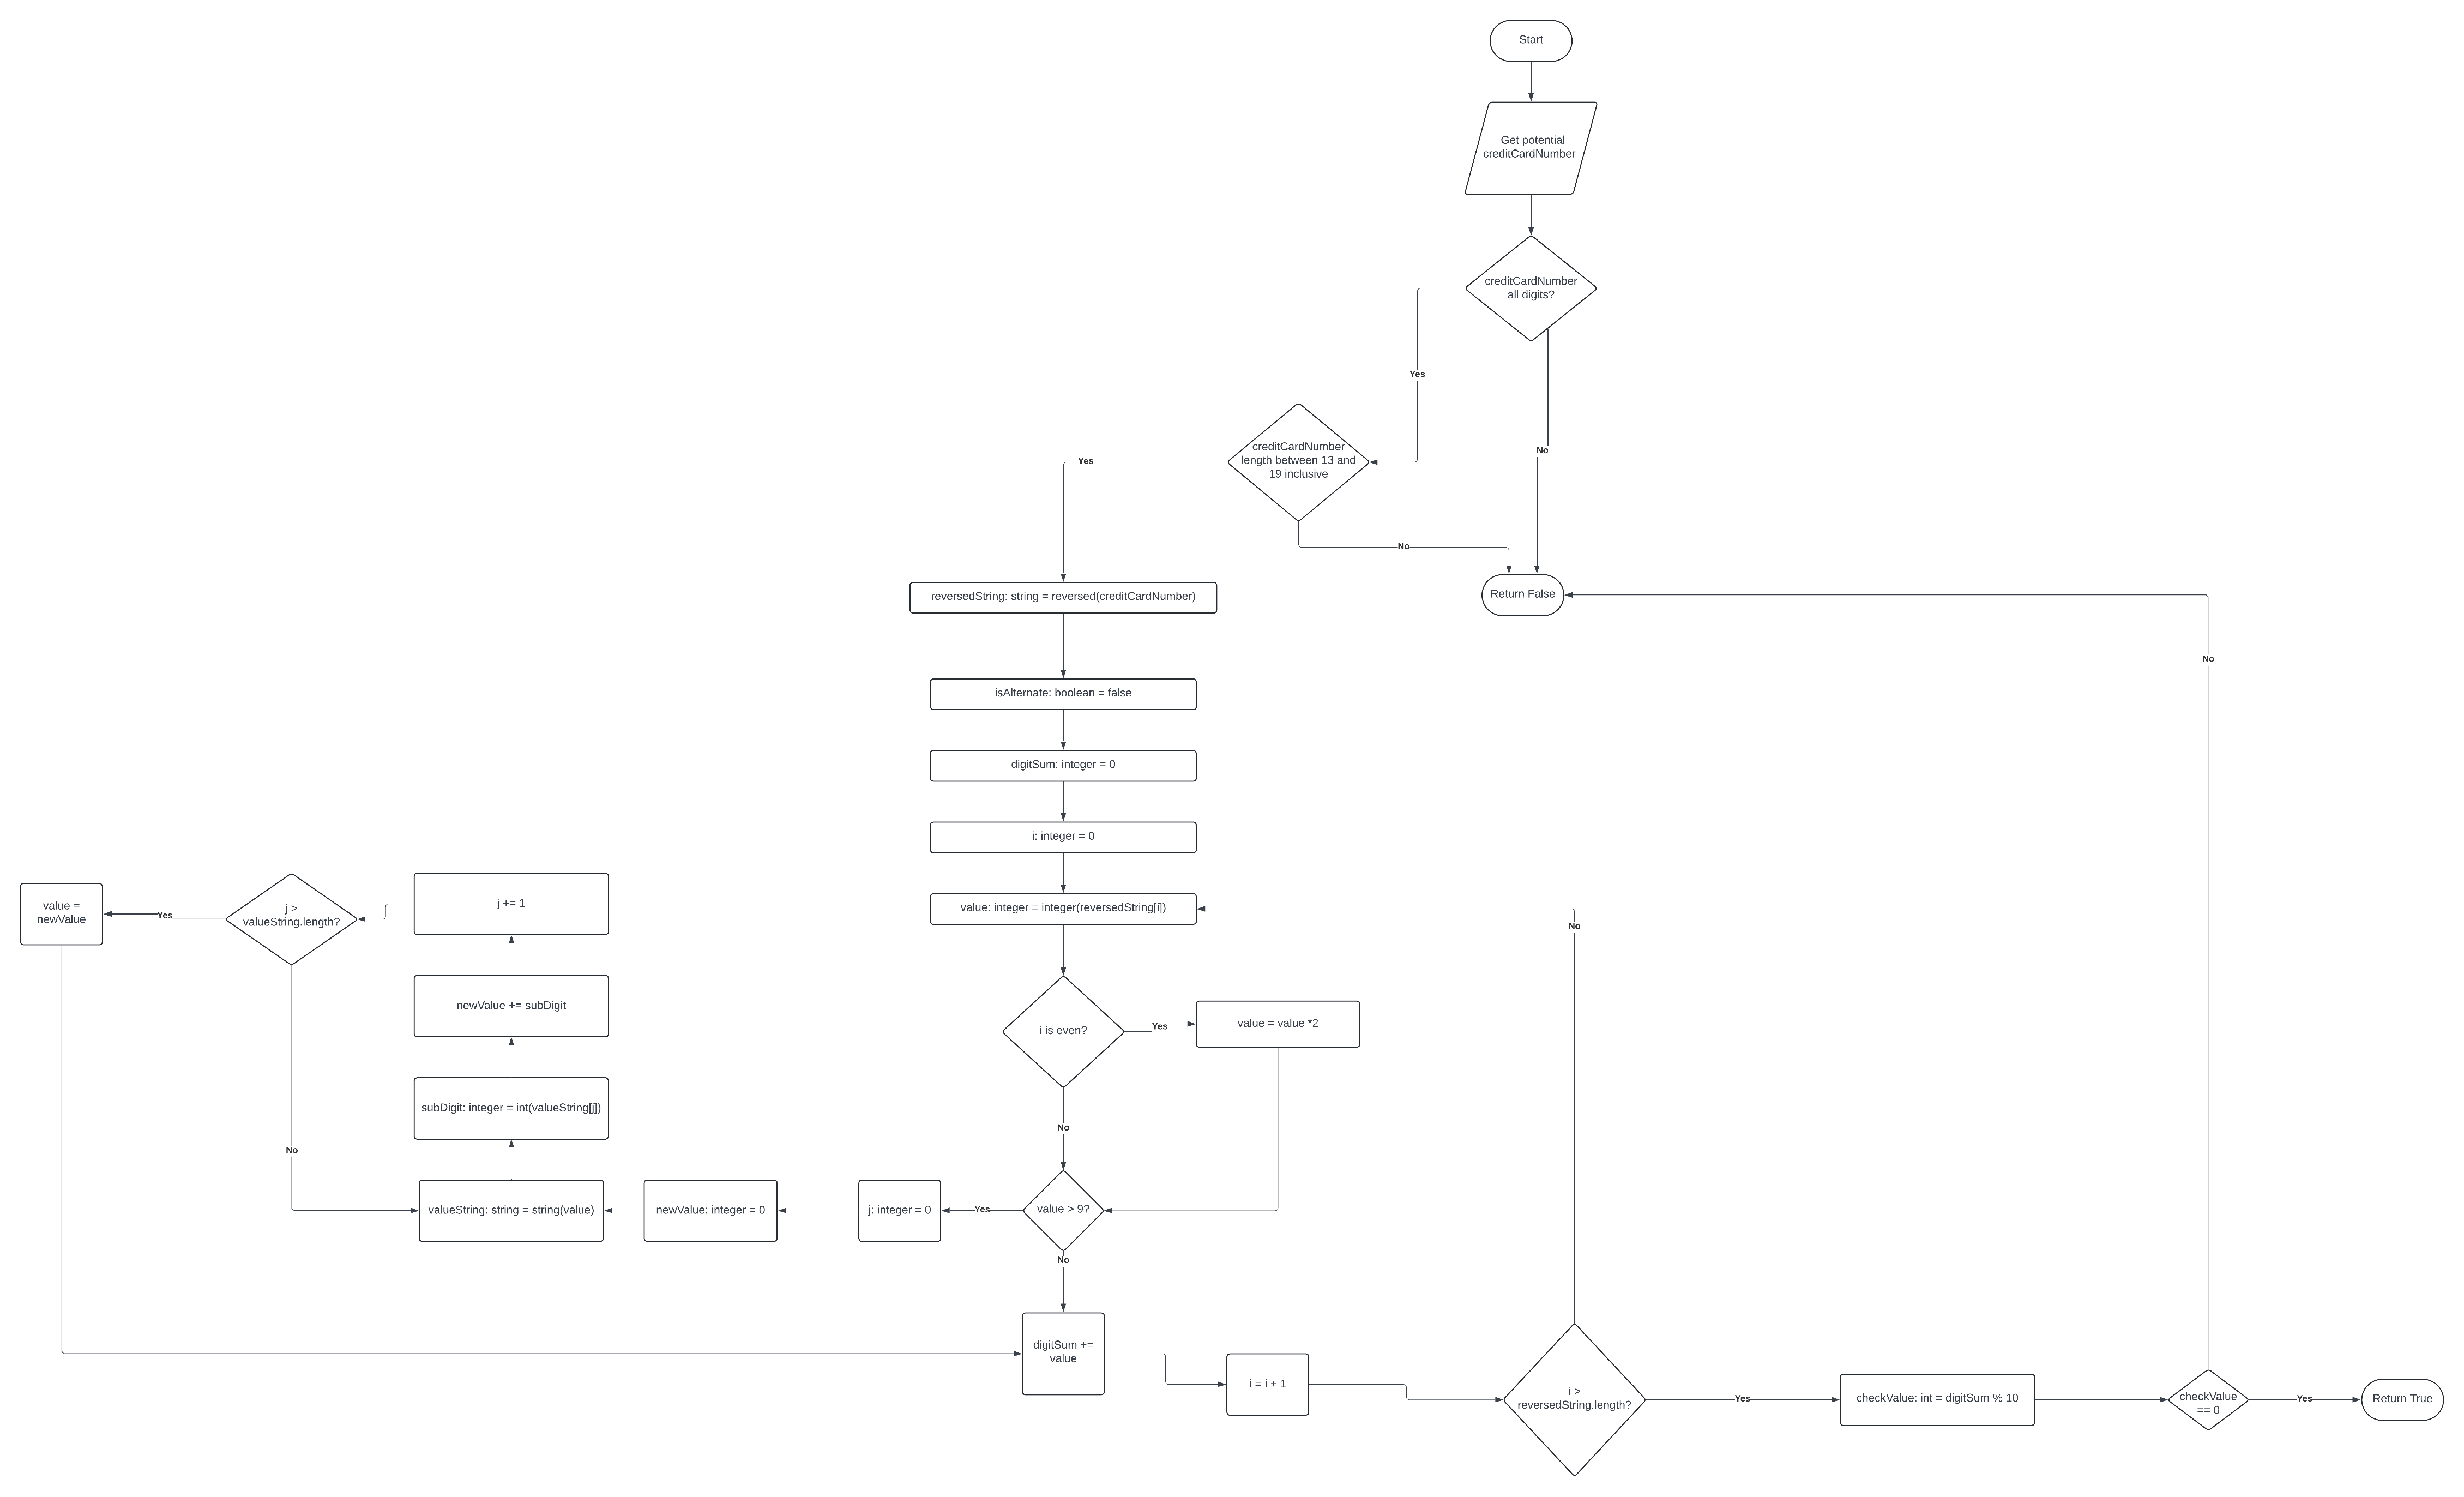 Start
Get potential
creditCardNumber
creditCardNumber
all digits?
Yes
No
creditCardNumber
length between 13 and
19 inclusive
Yes
No
Return False
reversedString: string = reversed(creditCardNumber)
isAlternate: boolean = false
digitSum: integer = 0
i: integer = 0
value: integer = integer(reversedString[i])
i is even?
Yes
value = value *2
No
value > 9?
Yes
j: integer = 0
newValue: integer = 0
valueString: string = string(value)
subDigit: integer = int(valueString[j])
newValue += subDigit
j += 1
j >
valueString.length?
No
Yes
value =
newValue
No
digitSum +=
value
i = i + 1
i >
reversedString.length?
No
Yes
checkValue: int = digitSum % 10
checkValue
== 0
No
Yes
Return True